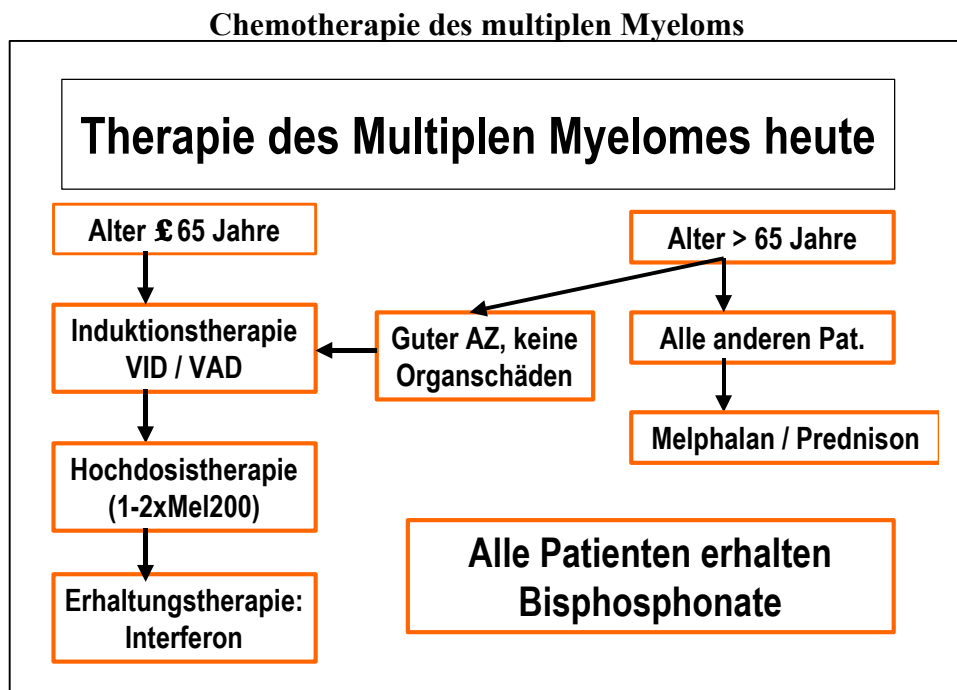 Chemotherapie des multiplen Myeloms
Therapie des Multiplen Myelomes heute
Alter £ 65 Jahre
Alter > 65 Jahre
Induktionstherapie
VID / VAD
Guter AZ, keine
Organschäden
Alle anderen Pat.
Melphalan / Prednison
Hochdosistherapie
(1-2xMel200)
Alle Patienten erhalten
Bisphosphonate
Erhaltungstherapie:
Interferon